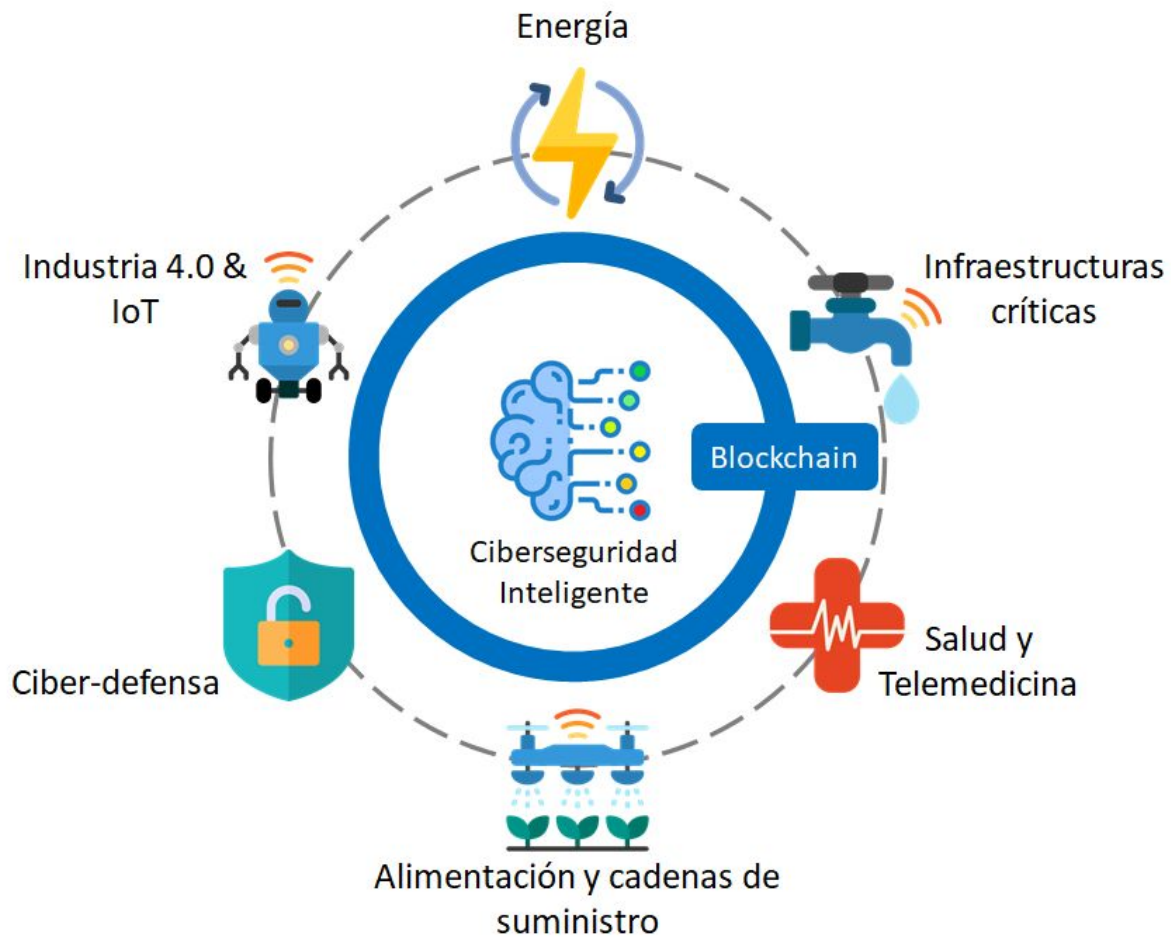 Energía
Industria 4.0 &
IoT
Infraestructuras
críticas
Blockchain
Ciberseguridad
Inteligente
Ciber-defensa
Salud y
Telemedicina
Alimentación y cadenas de
suministro